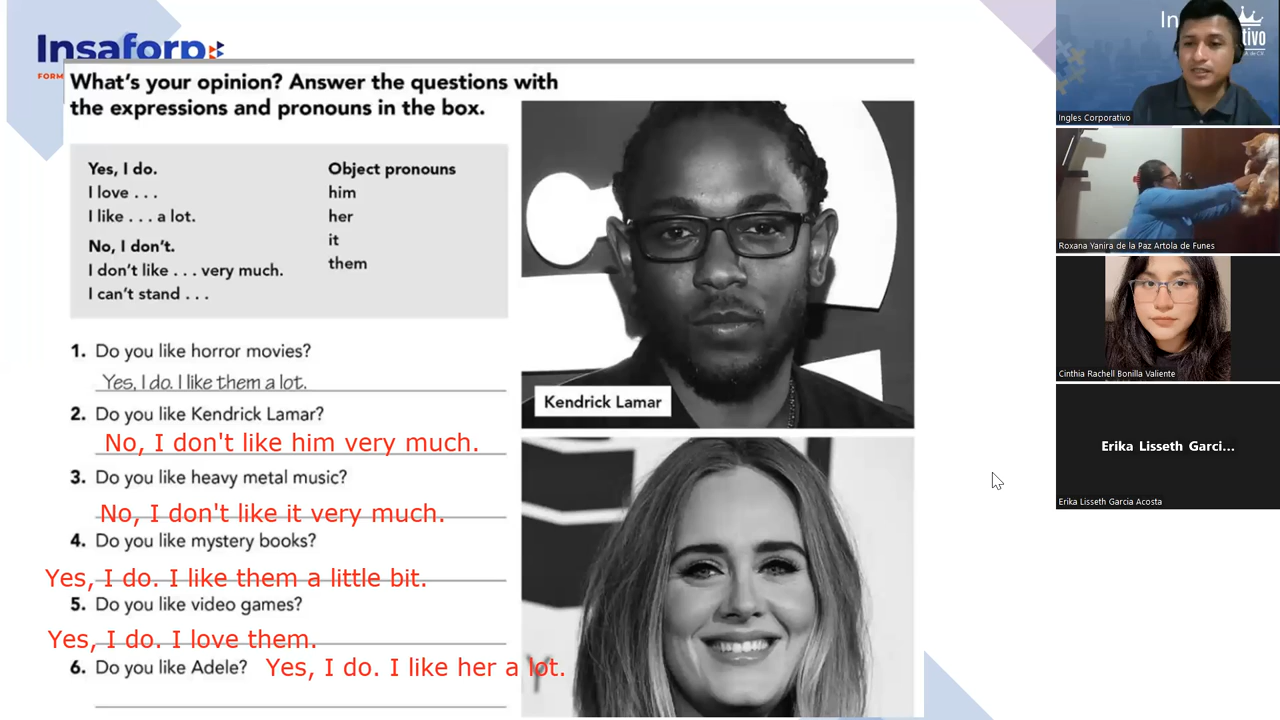 Insaforp
FORM
What's your opinion? Answer the questions with
the expressions and pronouns in the box.
Yes, I do.
I love . . .
I like . . . a lot.
No, I don't.
I don't like . . . very much.
I can't stand . . .
Object pronouns
him
her
it
them
1. Do you like horror movies?
Yes, I do. I like them a lot.
2. Do you like Kendrick Lamar?
No, I don't like him very much.
3. Do you like heavy metal music?
No, I don't like it very much.
4. Do you like mystery books?
Yes, I do. I like them a little bit.
5. Do you like video games?
Yes, I do. I love them.
6. Do you like Adele? Yes, I do. I like her a lot.
Kendrick Lamar
In
tivo
Ingles Corporativo
Roxana Yanira de la Paz Artola de Funes
Cinthia Rachell Bonilla Valiente
Erika Lisseth Garci...
Erika Lisseth Garcia Acosta